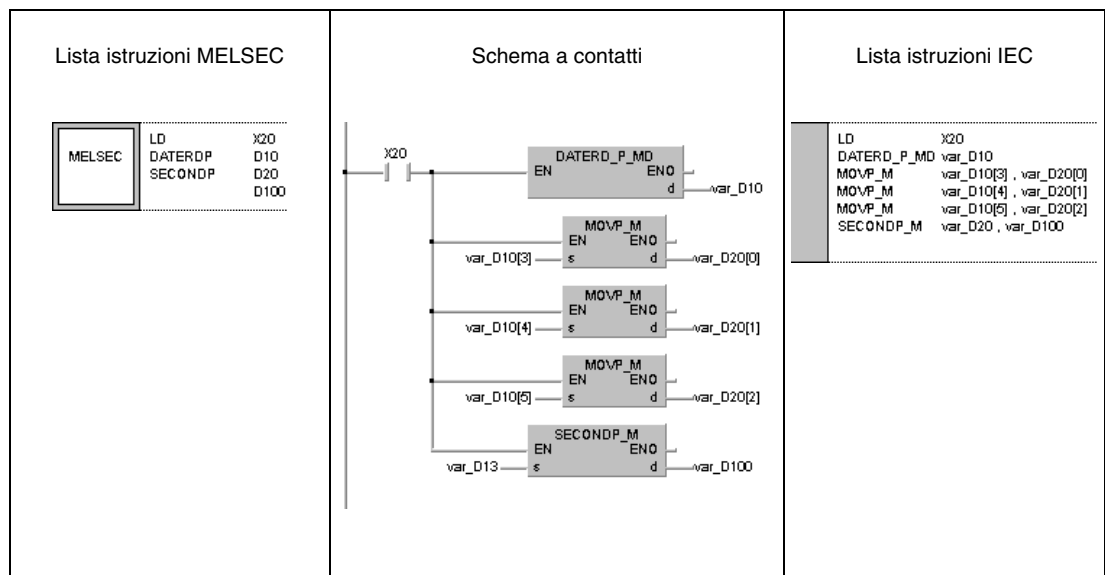 Lista istruzioni MELSEC
MELSEC
LD X20
DATERDP D10
SECONDP D20
D100
Schema a contatti
X20
DATERD_P_MD
EN ENO
d var_D10
MOVP_M
EN ENO
var_D10[3] s d var_D20[0]
MOVP_M
EN ENO
var_D10[4] s d var_D20[1]
MOVP_M
EN ENO
var_D10[5] s d var_D20[2]
SECONDP_M
EN ENO
var_D13 s d var_D100
Lista istruzioni IEC
LD X20
DATERD_P_MD var_D10
MOVP_M var_D10[3] , var_D20[0]
MOVP_M var_D10[4] , var_D20[1]
MOVP_M var_D10[5] , var_D20[2]
SECONDP_M var_D20 , var_D100